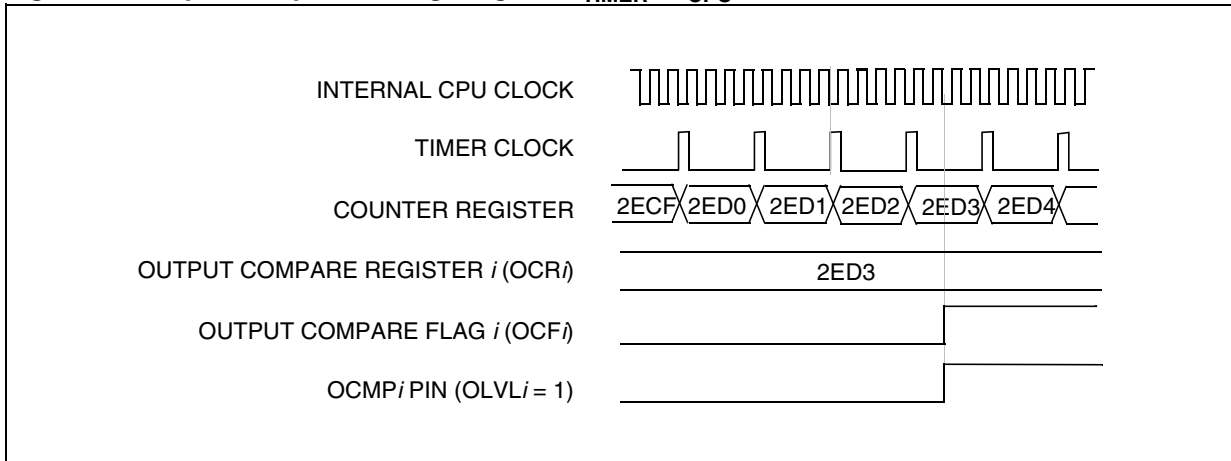 TIMER
INTERNAL CPU CLOCK
TIMER CLOCK
COUNTER REGISTER 2ECF 2ED0 2ED1 2ED2 2ED3 2ED4
OUTPUT COMPARE REGISTER i (OCRi) 2ED3
OUTPUT COMPARE FLAG i (OCFi)
OCMPi PIN (OLVLi = 1)